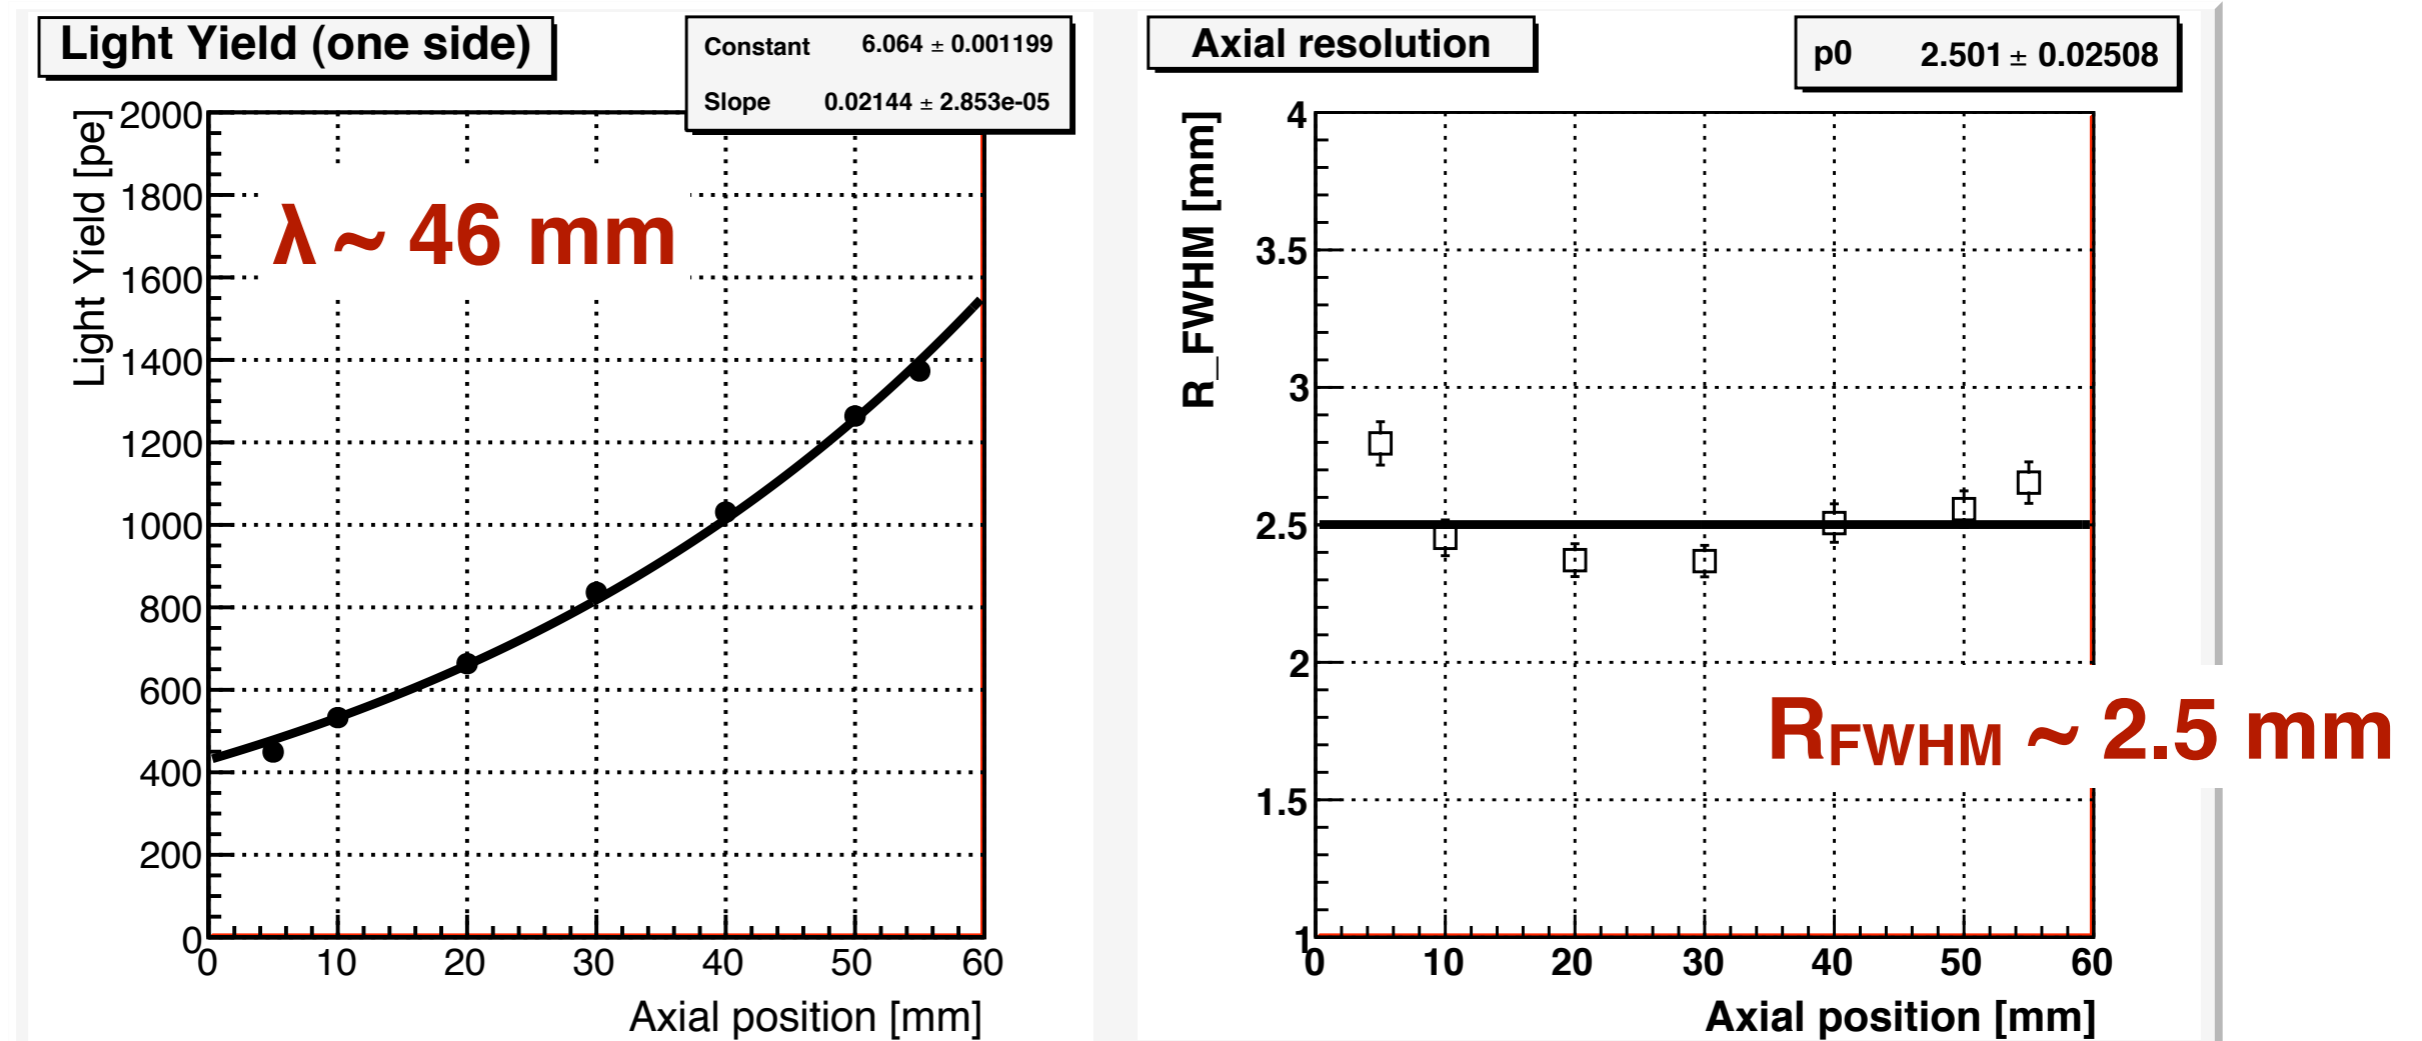 Light Yield (one side)
Constant 6.064 ± 0.001199
Slope 0.02144 ± 2.853e-05
Light Yield [pe]
2000
1800
1600
1400
1200
1000
800
600
400
200
0
λ ~ 46 mm
0 10 20 30 40 50 60
Axial position [mm]
Axial resolution
p0 2.501 ± 0.02508
R_FWHM [mm]
4
3.5
3
2.5
2
1.5
1
RFWHM ~ 2.5 mm
0 10 20 30 40 50 60
Axial position [mm]